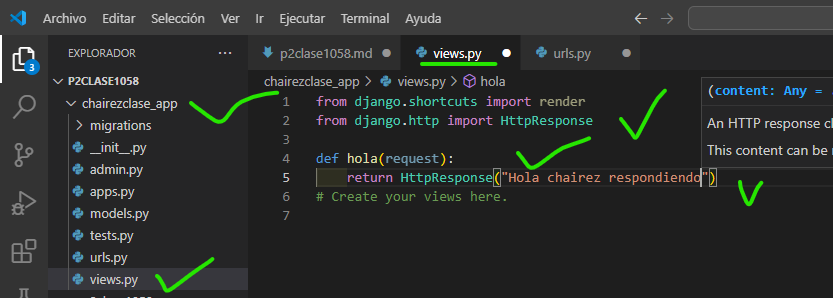 Archivo Editar Selección Ver Ir Ejecutar Terminal Ayuda
EXPLORADOR ···
p2clase1058.md views.py urls.py
P2CLASE1058
chairezclase_app > views.py > hola
chairezclase_app
migrations
__init__.py
admin.py
apps.py
models.py
tests.py
urls.py
views.py
3
1 from django.shortcuts import render
2 from django.http import HttpResponse
3
4 def hola(request):
5 return HttpResponse("Hola chairez respondiendo")
6 # Create your views here.
7
(content: Any =
An HTTP response
This content can be